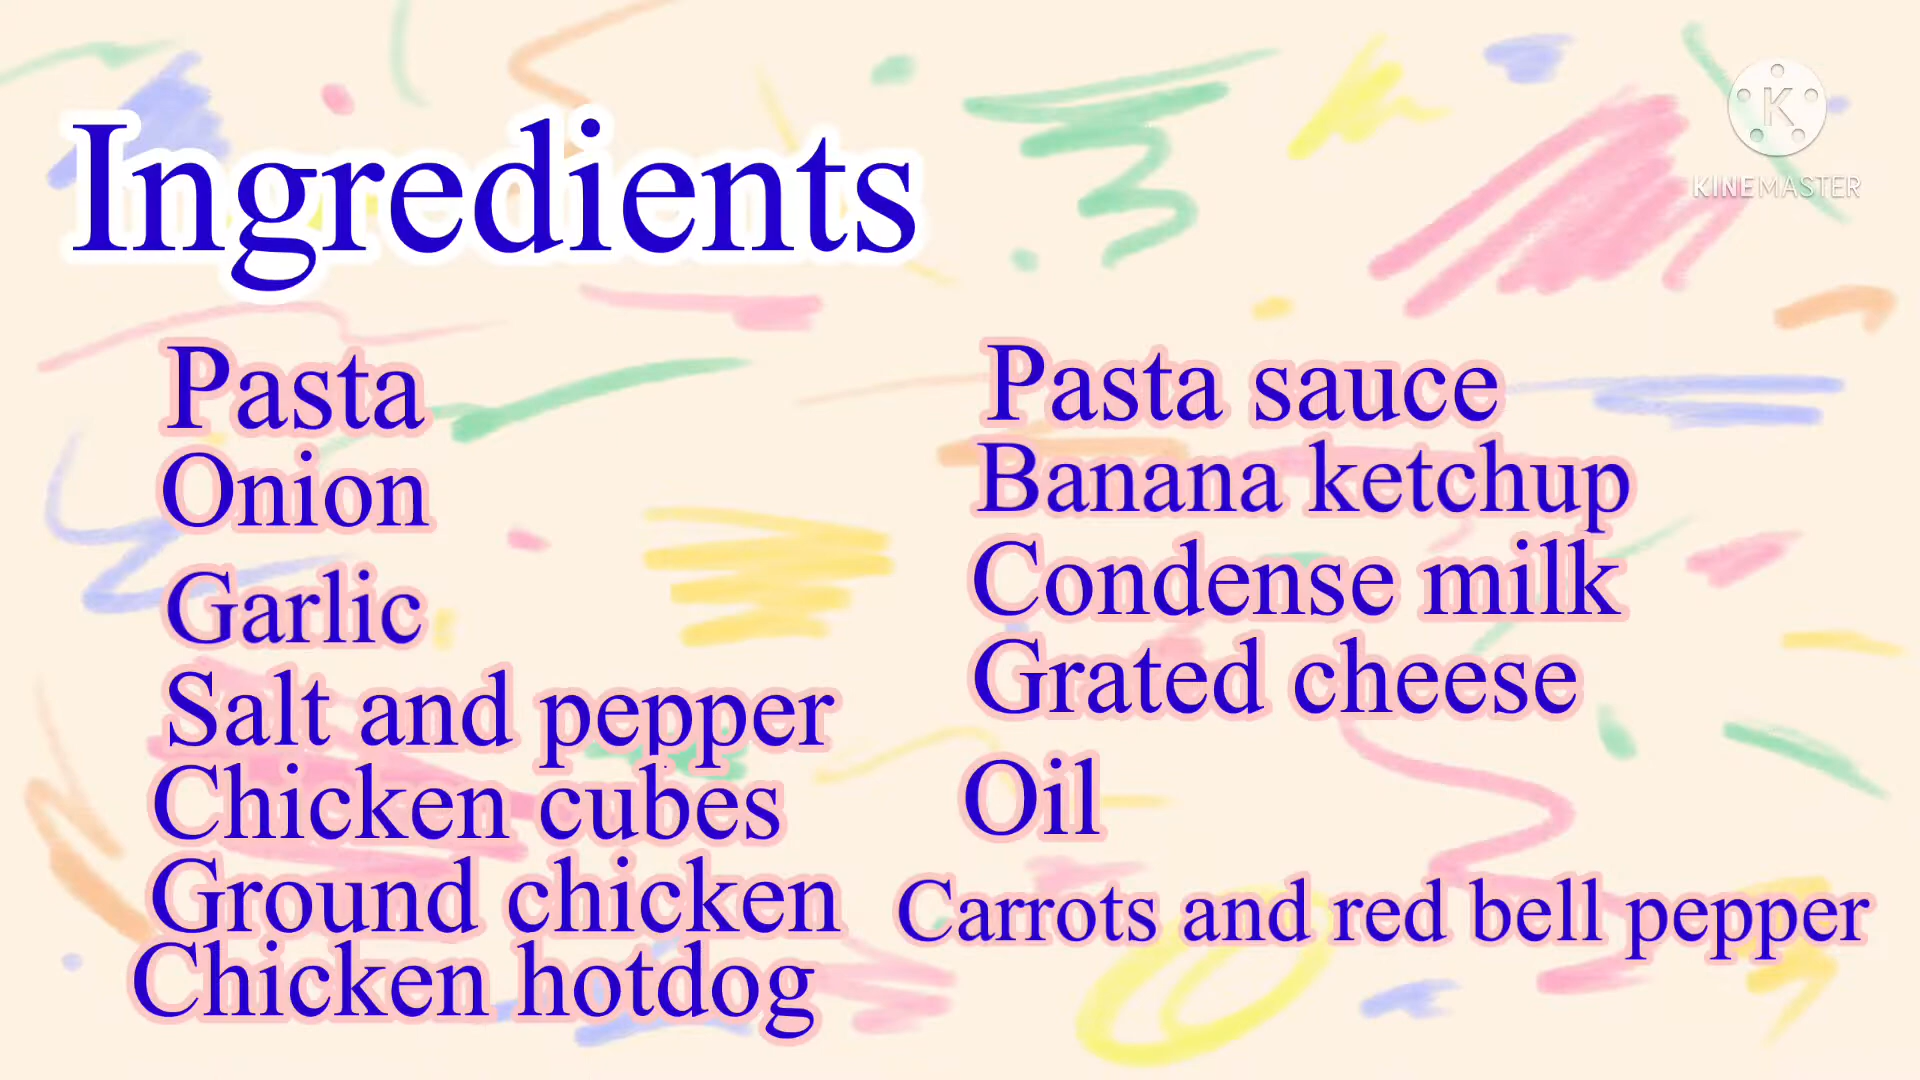 Ingredients
Pasta
Onion
Garlic
Salt and pepper
Chicken cubes
Ground chicken
Chicken hotdog
Pasta sauce
Banana ketchup
Condense milk
Grated cheese
Oil
Carrots and red bell pepper
K
KINEMASTER